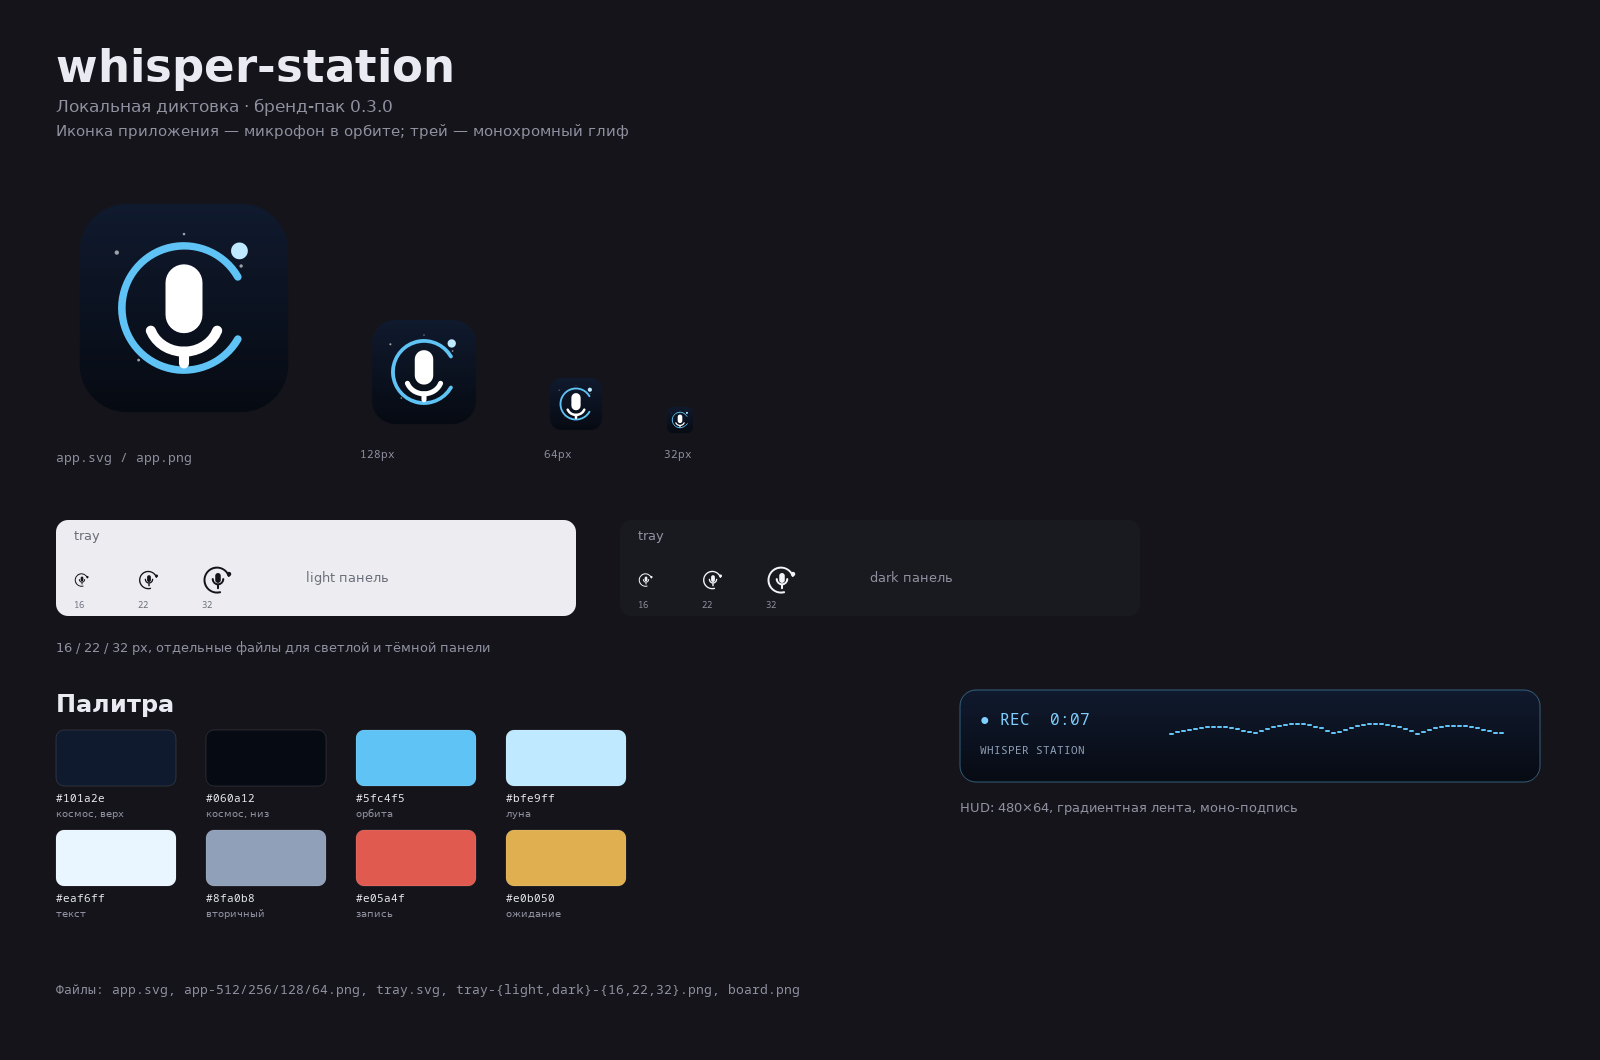 whisper-station
Локальная диктовка · бренд-пак 0.3.0
Иконка приложения — микрофон в орбите; трей — монохромный глиф
app.svg / app.png
128px
64px
32px
tray
16
22
32
light панель
tray
16
22
32
dark панель
16 / 22 / 32 px, отдельные файлы для светлой и тёмной панели
Палитра
#101a2e
#060a12
#5fc4f5
#bfe9ff
космос, верх
космос, низ
орбита
луна
#eaf6ff
#8fa0b8
#e05a4f
#e0b050
текст
вторичный
запись
ожидание
● REC 0:07
WHISPER STATION
HUD: 480×64, градиентная лента, моно-подпись
Файлы: app.svg, app-512/256/128/64.png, tray.svg, tray-{light,dark}-{16,22,32}.png, board.png